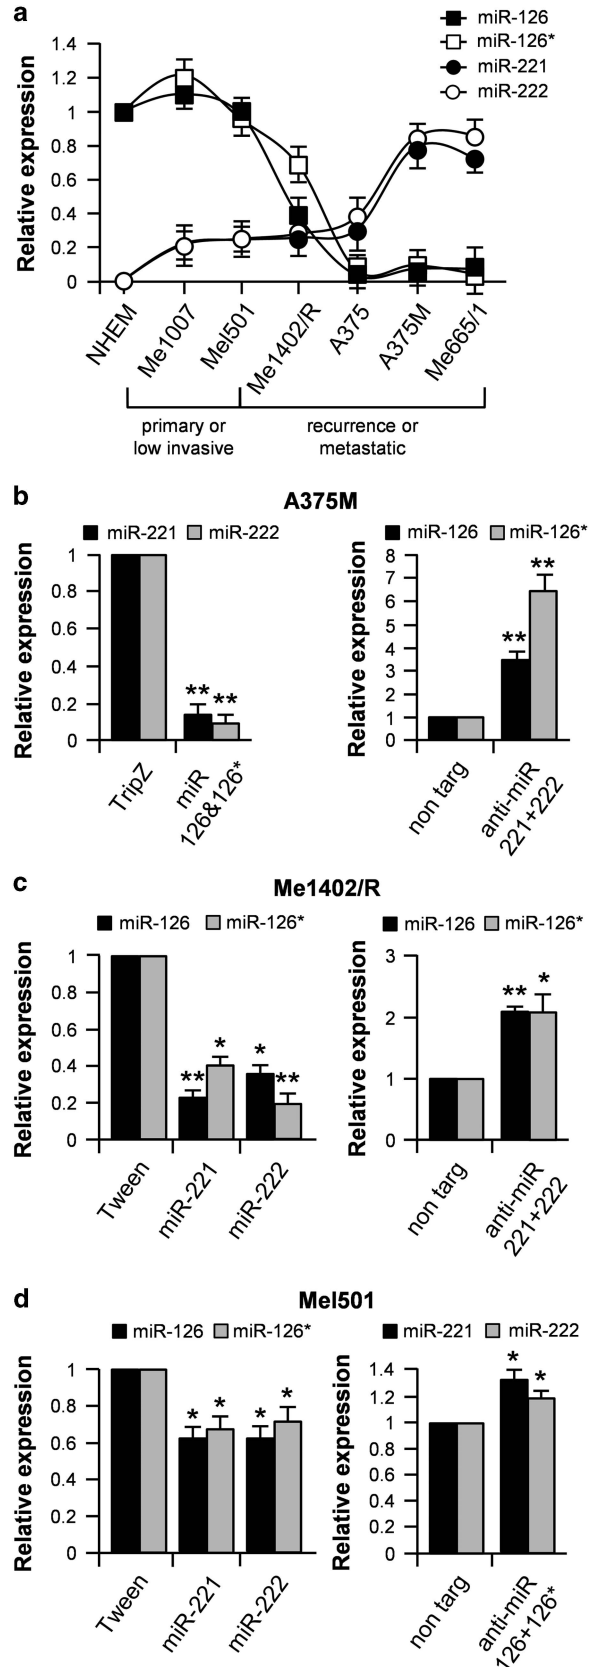 a
miR-126
miR-126*
miR-221
miR-222
Relative expression
1.4
1.2
1
0.8
0.6
0.4
0.2
0
NHEM
Me1007
Mel501
Me1402/R
A375
A375M
Me665/1
primary or
low invasive
recurrence or
metastatic
b
A375M
miR-221 miR-222
Relative expression
1
0.8
0.6
0.4
0.2
0
** **
TripZ
miR
126&126*
miR-126 miR-126*
Relative expression
8
7
6
5
4
3
2
1
0
** **
non targ
anti-miR
221+222
c
Me1402/R
miR-126 miR-126*
Relative expression
1
0.8
0.6
0.4
0.2
0
** * * **
Tween
miR-221
miR-222
miR-126 miR-126*
Relative expression
3
2
1
0
** *
non targ
anti-miR
221+222
d
Mel501
miR-126 miR-126*
Relative expression
1
0.8
0.6
0.4
0.2
0
* * * *
Tween
miR-221
miR-222
miR-221 miR-222
Relative expression
1.4
1.2
1
0.8
0.6
0.4
0.2
0
* *
non targ
anti-miR
126+126*